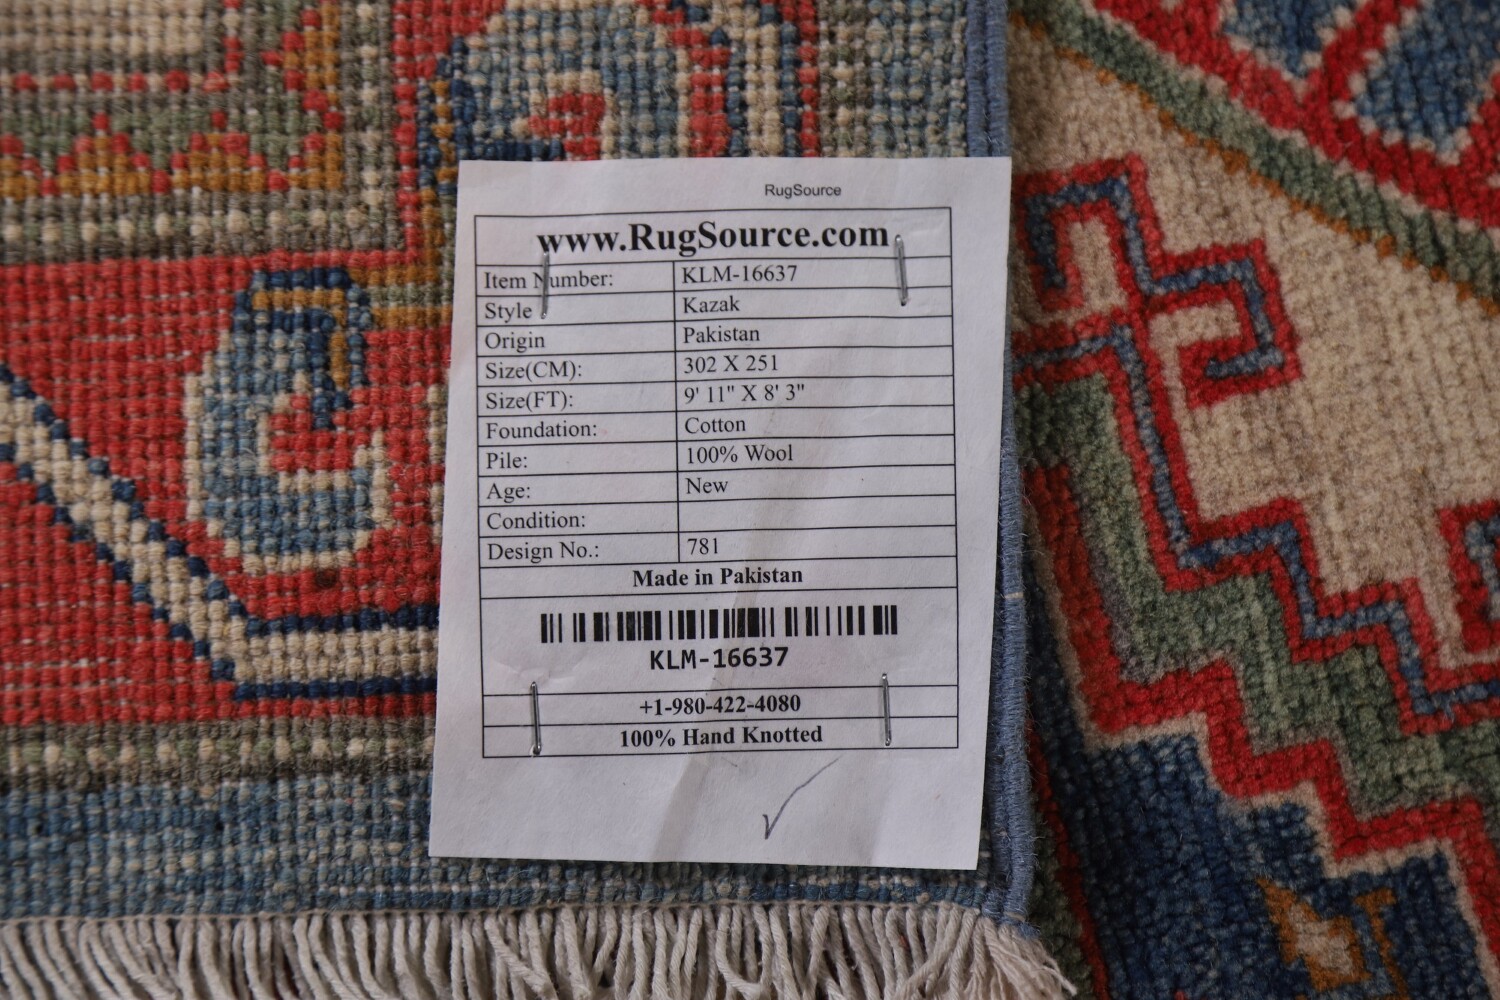 RugSource
www.RugSource.com
Item Number: KLM-16637
Style Kazak
Origin Pakistan
Size(CM): 302 X 251
Size(FT): 9' 11" X 8' 3"
Foundation: Cotton
Pile: 100% Wool
Age: New
Condition:
Design No.: 781
Made in Pakistan
KLM-16637
+1-980-422-4080
100% Hand Knotted